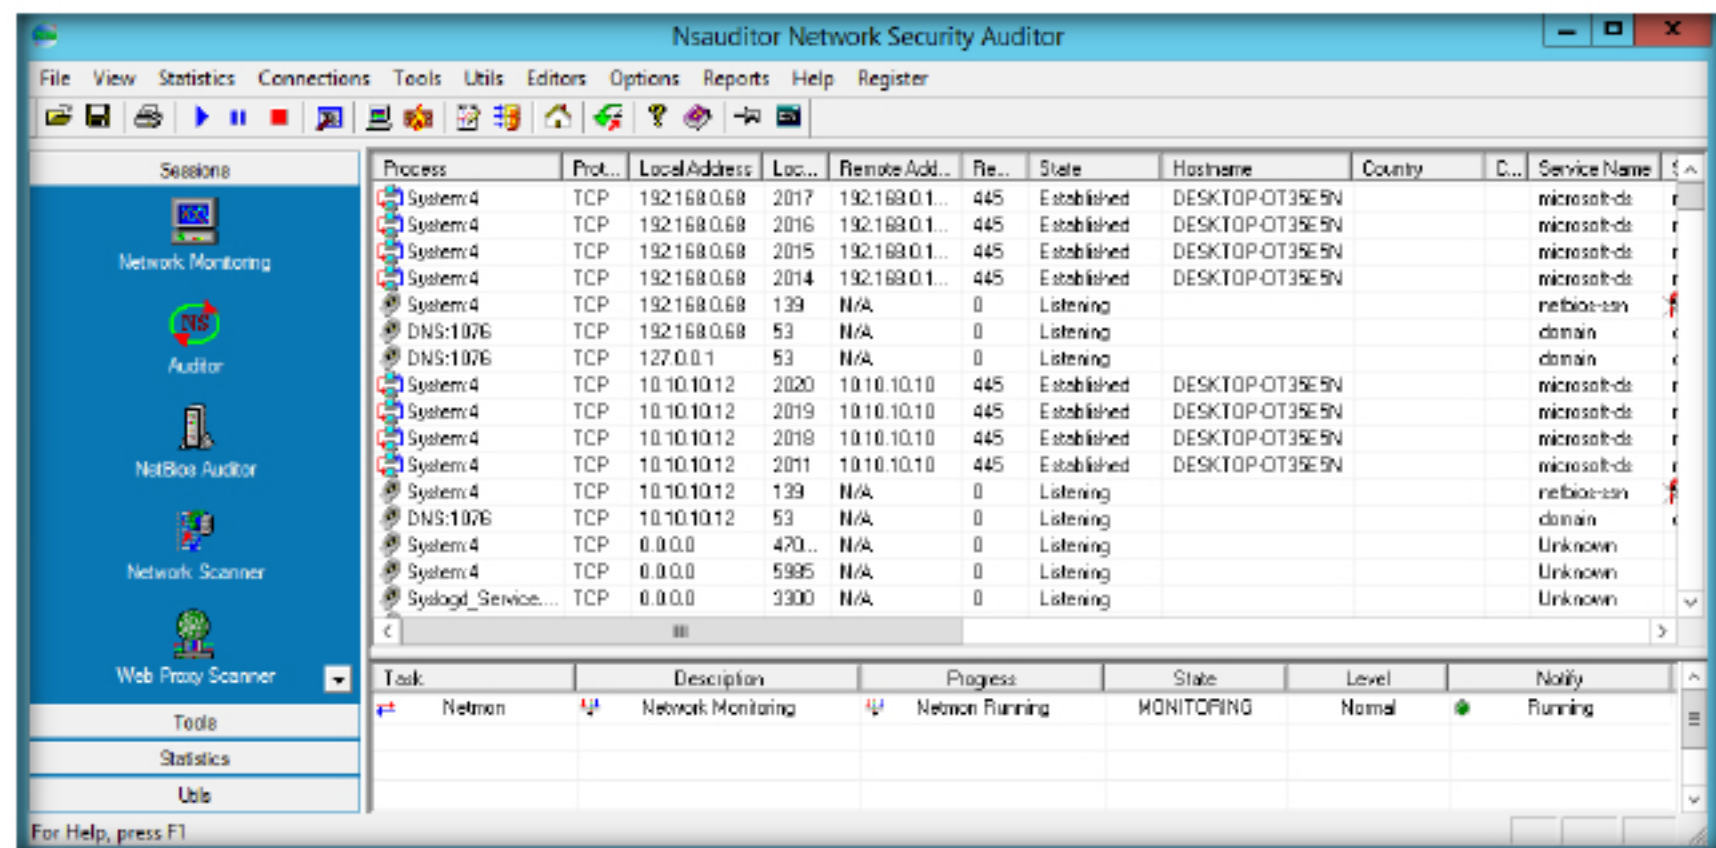 Nsauditor Network Security Auditor
File View Statistics Connections Tools Utils Editors Options Reports Help Register
Sessions
Network Monitoring
Auditor
NetBios Auditor
Network Scanner
Web Proxy Scanner
Tools
Statistics
Utils
Process Prot... Local Address Loc... Remote Add... Re... State Hostname Country C... Service Name
System:4 TCP 192.168.0.68 2017 192.168.0.1... 445 Established DESKTOP-OT35E5N microsoft-ds
System:4 TCP 192.168.0.68 2016 192.168.0.1... 445 Established DESKTOP-OT35E5N microsoft-ds
System:4 TCP 192.168.0.68 2015 192.168.0.1... 445 Established DESKTOP-OT35E5N microsoft-ds
System:4 TCP 192.168.0.68 2014 192.168.0.1... 445 Established DESKTOP-OT35E5N microsoft-ds
System:4 TCP 192.168.0.68 139 N/A 0 Listening netbios-ssn
DNS:1076 TCP 192.168.0.68 53 N/A 0 Listening domain
DNS:1076 TCP 127.0.0.1 53 N/A 0 Listening domain
System:4 TCP 10.10.10.12 2020 10.10.10.10 445 Established DESKTOP-OT35E5N microsoft-ds
System:4 TCP 10.10.10.12 2019 10.10.10.10 445 Established DESKTOP-OT35E5N microsoft-ds
System:4 TCP 10.10.10.12 2018 10.10.10.10 445 Established DESKTOP-OT35E5N microsoft-ds
System:4 TCP 10.10.10.12 2011 10.10.10.10 445 Established DESKTOP-OT35E5N microsoft-ds
System:4 TCP 10.10.10.12 139 N/A 0 Listening netbios-ssn
DNS:1076 TCP 10.10.10.12 53 N/A 0 Listening domain
System:4 TCP 0.0.0.0 470... N/A 0 Listening Unknown
System:4 TCP 0.0.0.0 5985 N/A 0 Listening Unknown
Syslogd_Service.... TCP 0.0.0.0 3300 N/A 0 Listening Unknown
Task Description Progress State Level Notify
Netmon Network Monitoring Netmon Running MONITORING Normal Running
For Help, press F1